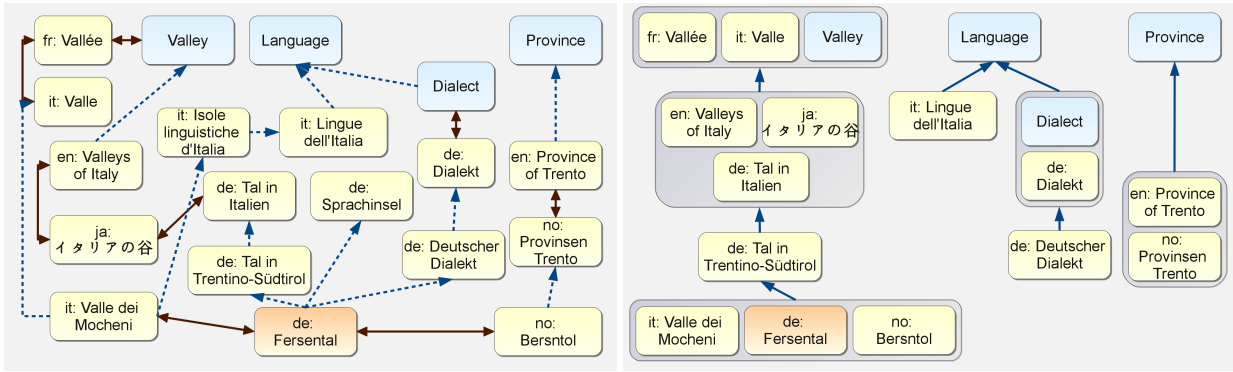 fr: Vallée
Valley
Language
Province
it: Valle
Dialect
it: Isole
linguistiche
d'Italia
it: Lingue
dell'Italia
en: Valleys
of Italy
de:
Dialekt
en: Province
of Trento
de: Tal in
Italien
de:
Sprachinsel
ja:
イタリアの谷
no:
Provinsen
Trento
de: Tal in
Trentino-Südtirol
de: Deutscher
Dialekt
it: Valle dei
Mocheni
de:
Fersental
no:
Bersntol
fr: Vallée
it: Valle
Valley
Language
Province
en: Valleys
of Italy
ja:
イタリアの谷
it: Lingue
dell'Italia
Dialect
de: Tal in
Italien
de:
Dialekt
en: Province
of Trento
de: Tal in
Trentino-Südtirol
de: Deutscher
Dialekt
no:
Provinsen
Trento
it: Valle dei
Mocheni
de:
Fersental
no:
Bersntol